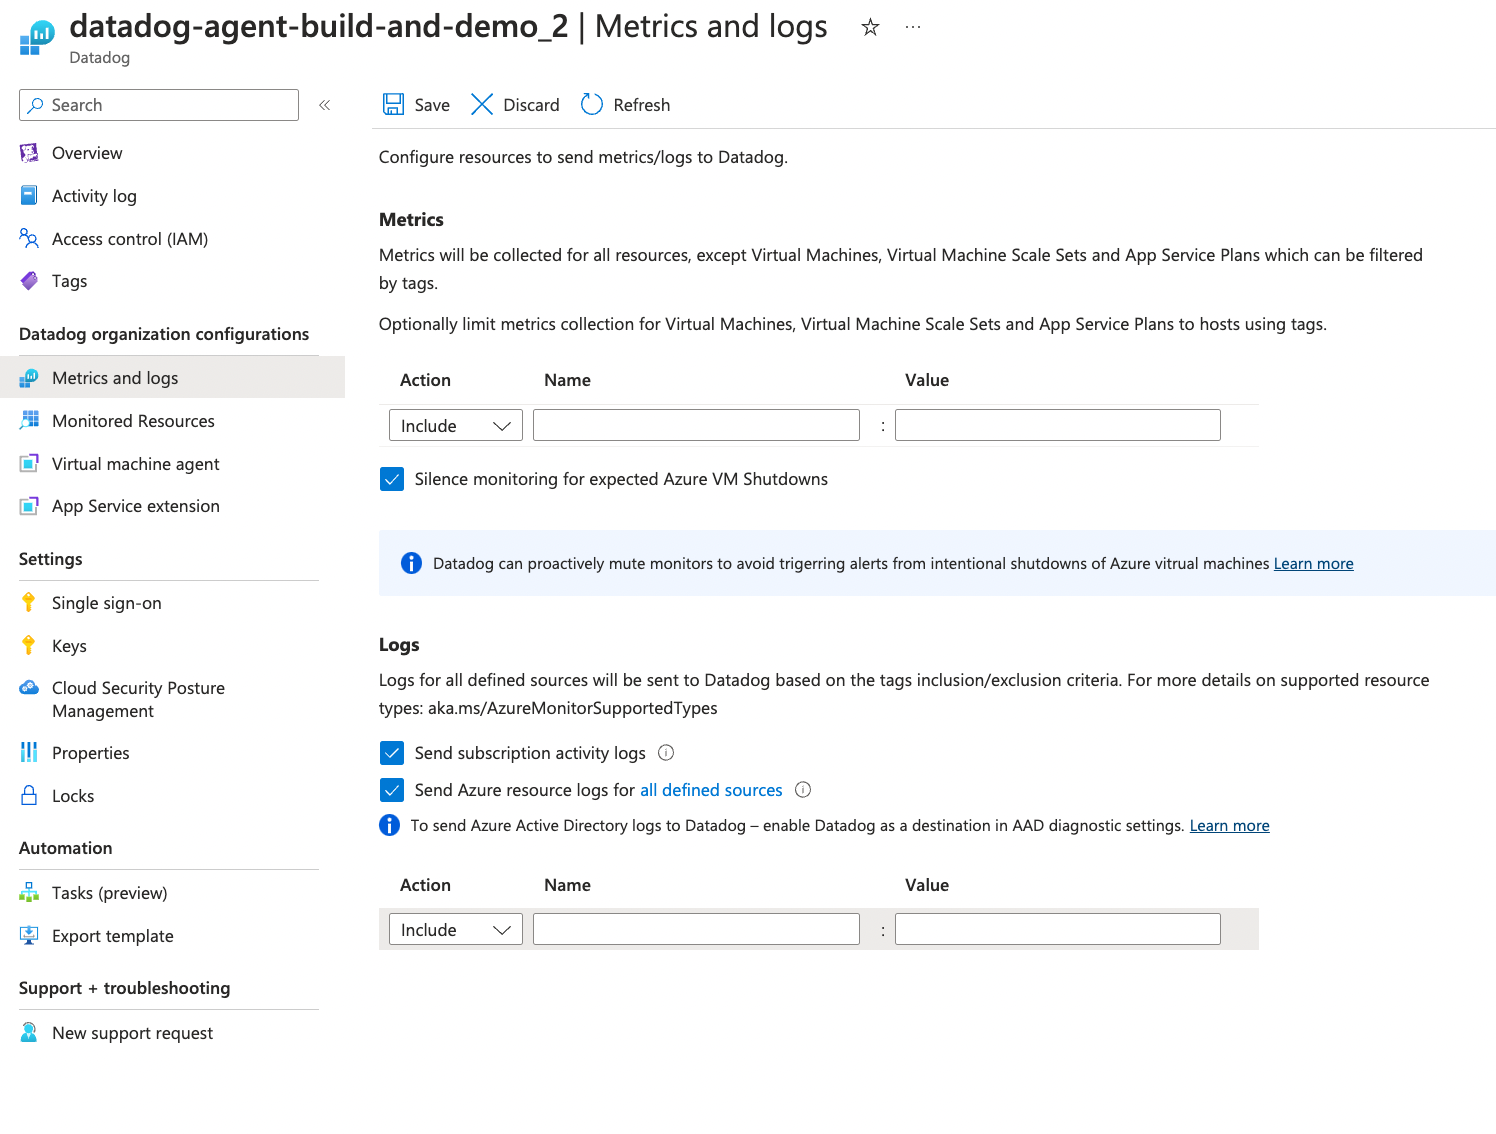 datadog-agent-build-and-demo_2 | Metrics and logs
Datadog
Search
Overview
Activity log
Access control (IAM)
Tags
Datadog organization configurations
Metrics and logs
Monitored Resources
Virtual machine agent
App Service extension
Settings
Single sign-on
Keys
Cloud Security Posture
Management
Properties
Locks
Automation
Tasks (preview)
Export template
Support + troubleshooting
New support request
Save Discard Refresh
Configure resources to send metrics/logs to Datadog.
Metrics
Metrics will be collected for all resources, except Virtual Machines, Virtual Machine Scale Sets and App Service Plans which can be filtered
by tags.
Optionally limit metrics collection for Virtual Machines, Virtual Machine Scale Sets and App Service Plans to hosts using tags.
Action Name Value
Include :
Silence monitoring for expected Azure VM Shutdowns
Datadog can proactively mute monitors to avoid trigerring alerts from intentional shutdowns of Azure vitrual machines Learn more
Logs
Logs for all defined sources will be sent to Datadog based on the tags inclusion/exclusion criteria. For more details on supported resource
types: aka.ms/AzureMonitorSupportedTypes
Send subscription activity logs
Send Azure resource logs for all defined sources
To send Azure Active Directory logs to Datadog – enable Datadog as a destination in AAD diagnostic settings. Learn more
Action Name Value
Include :